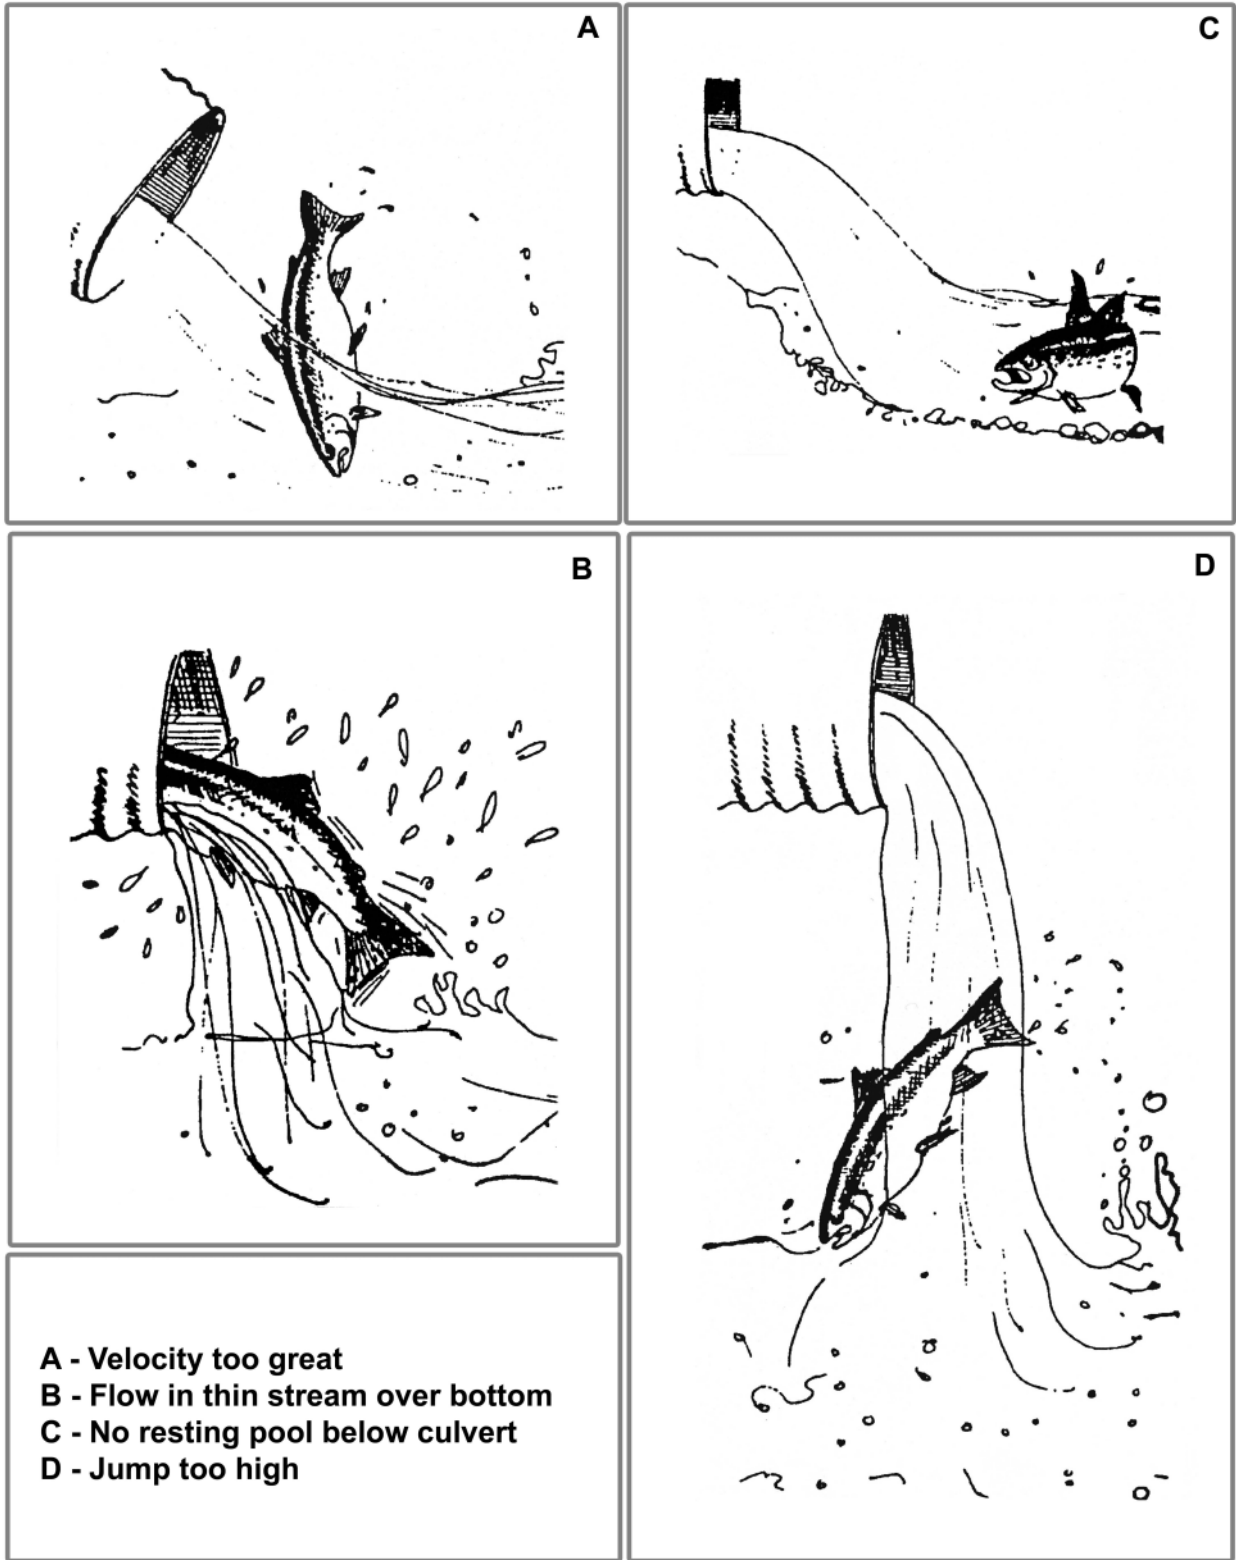 A
C
B
D
A - Velocity too great
B - Flow in thin stream over bottom
C - No resting pool below culvert
D - Jump too high